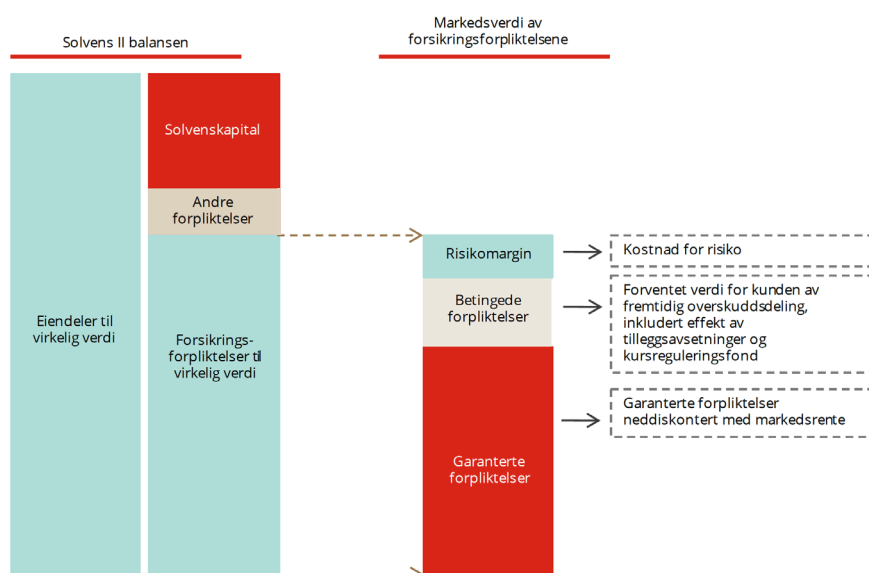 Solvens II balansen
Markedsverdi av
forsikringsforpliktelsene
Eiendeler til
virkelig verdi
Solvenskapital
Andre
forpliktelser
Forsikrings-
forpliktelser til
virkelig verdi
Risikomargin
Betingede
forpliktelser
Garanterte
forpliktelser
Kostnad for risiko
Forventet verdi for kunden av
fremtidig overskuddsdeling,
inkludert effekt av
tilleggsavsetninger og
kursreguleringsfond
Garanterte forpliktelser
neddiskontert med markedsrente